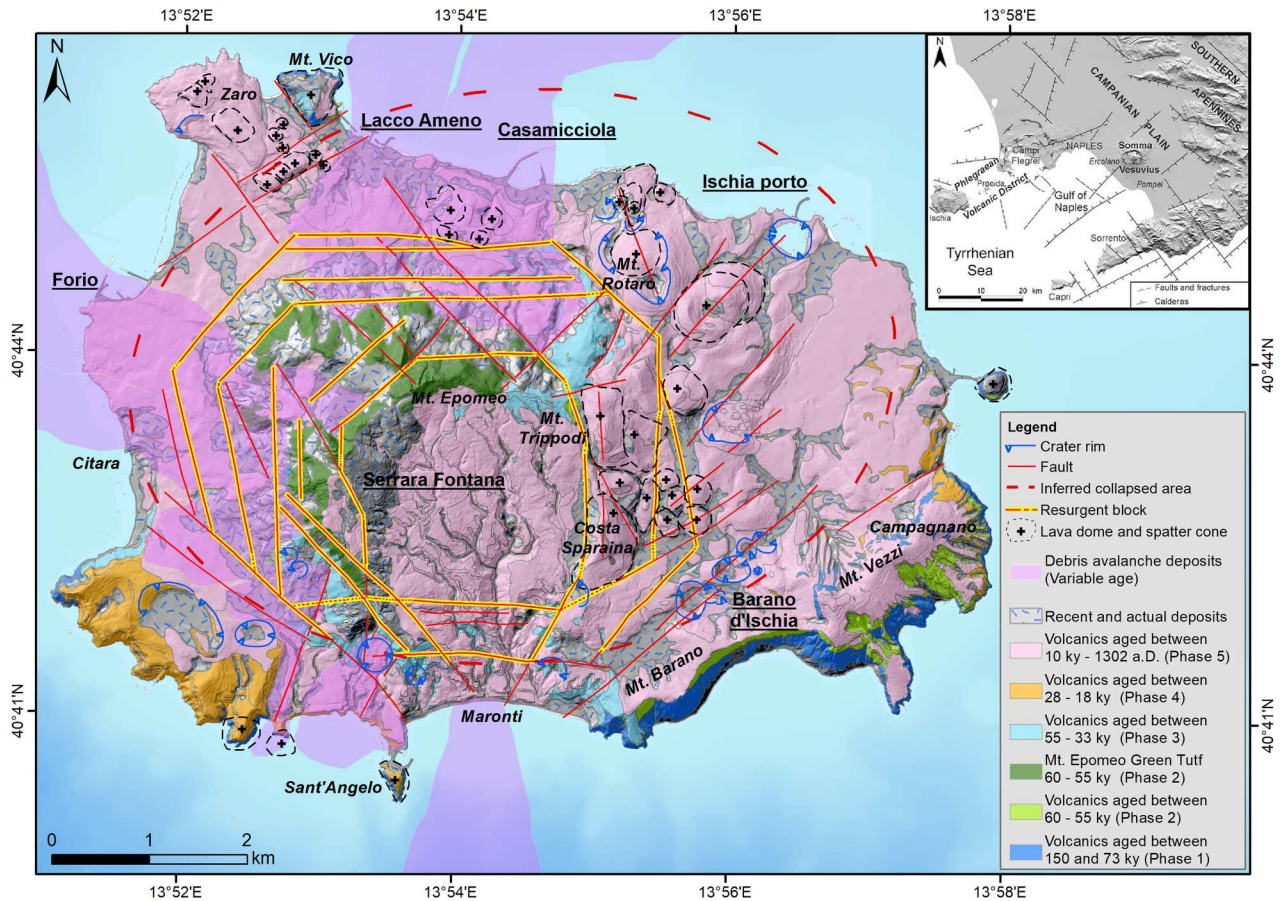 13°52'E
13°54'E
13°56'E
13°58'E
N
Mt. Vico
Zaro
Lacco Ameno
Casamicciola
Ischia porto
Mt.
Rotaro
Forio
40°44'N
40°44'N
Mt. Epomeo
Mt.
Trippodi
Citara
Serrara Fontana
Costa
Sparaina
Campagnano
Mt. Vezzi
Barano
d'Ischia
Mt. Barano
40°41'N
40°41'N
Maronti
Sant'Angelo
0 1 2
km
13°52'E
13°54'E
13°56'E
13°58'E
N
SOUTHERN
APENNINES
CAMPANIAN
PLAIN
NAPLES
Campi
Flegrei
Somma
Ercolano
Vesuvius
Pompei
Phlegraean
Volcanic District
Procida
Ischia
Gulf of
Naples
Sorrento
Tyrrhenian
Sea
Capri
0 10 20 km
Faults and fractures
Calderas
Legend
Crater rim
Fault
Inferred collapsed area
Resurgent block
Lava dome and spatter cone
Debris avalanche deposits
(Variable age)
Recent and actual deposits
Volcanics aged between
10 ky - 1302 a.D. (Phase 5)
Volcanics aged between
28 - 18 ky (Phase 4)
Volcanics aged between
55 - 33 ky (Phase 3)
Mt. Epomeo Green Tutf
60 - 55 ky (Phase 2)
Volcanics aged between
60 - 55 ky (Phase 2)
Volcanics aged between
150 and 73 ky (Phase 1)